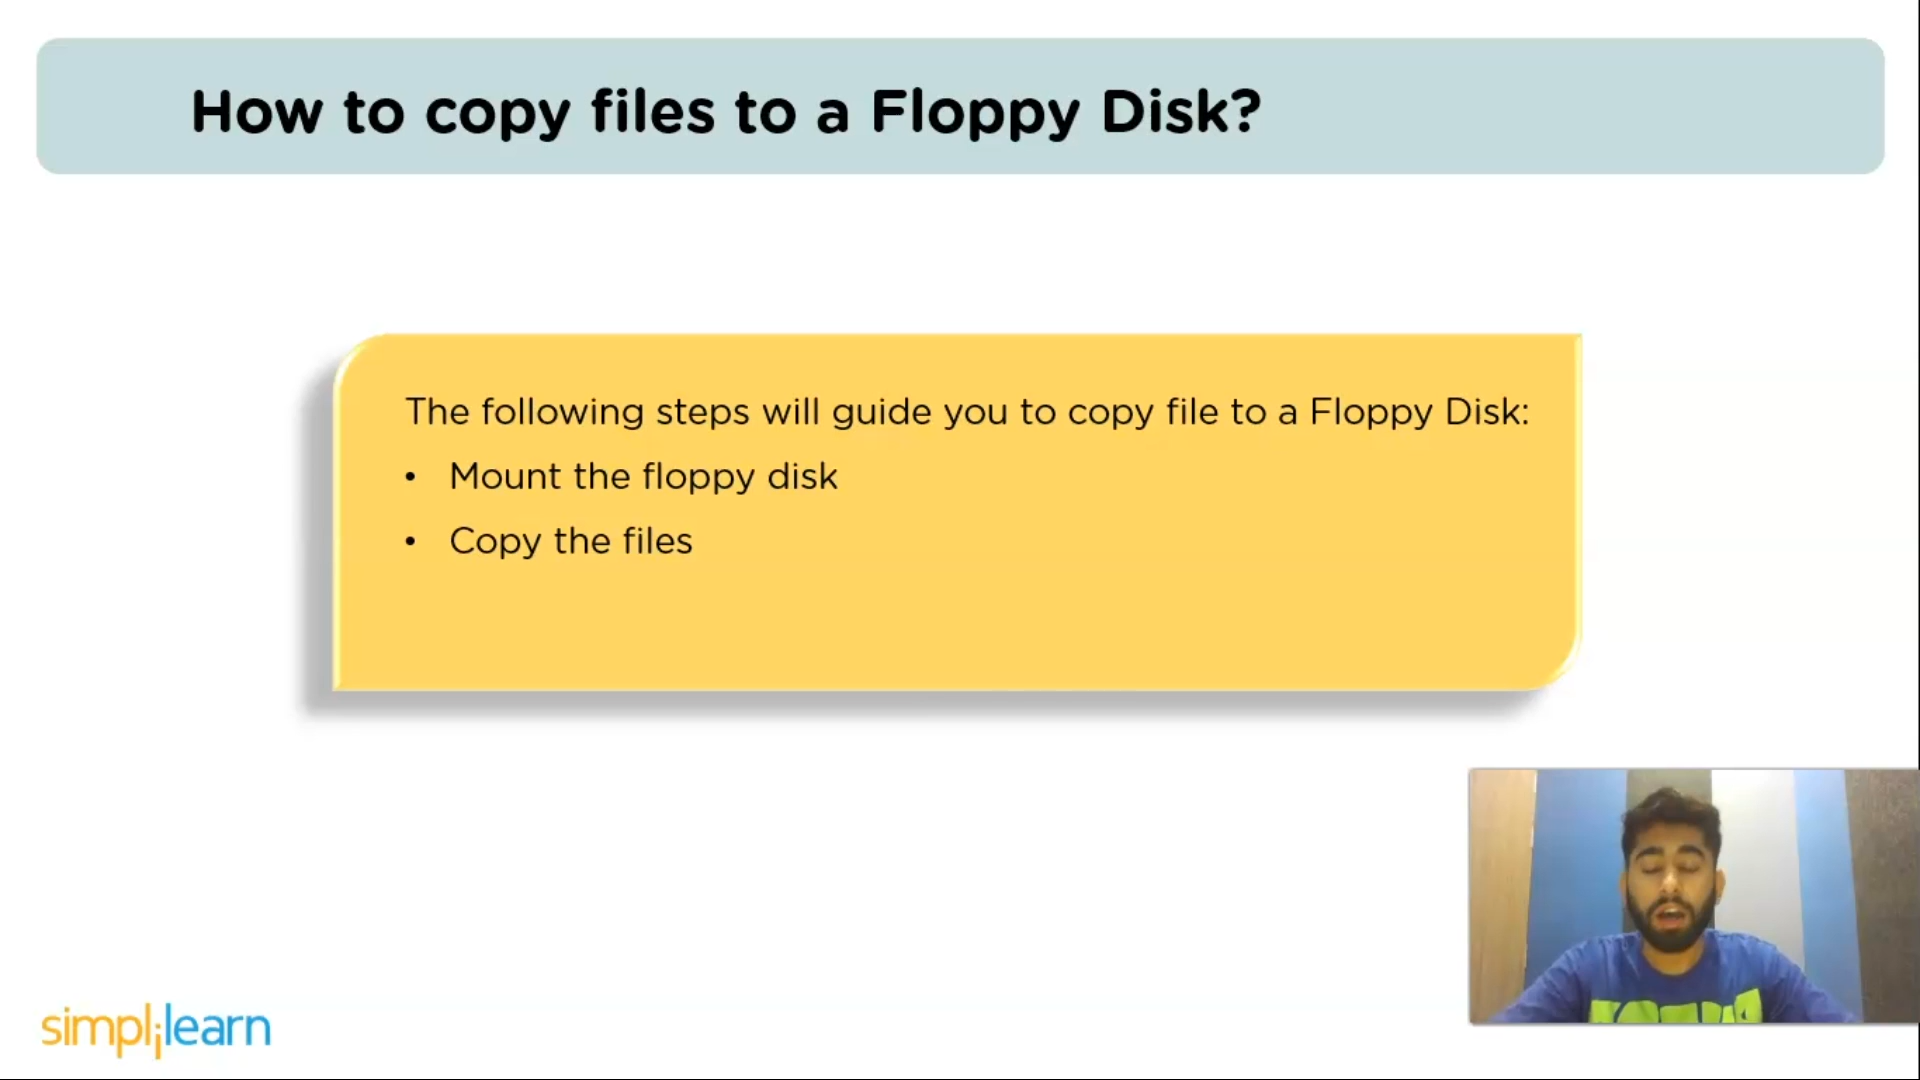 How to copy files to a Floppy Disk?
The following steps will guide you to copy file to a Floppy Disk:
• Mount the floppy disk
• Copy the files
simplilearn